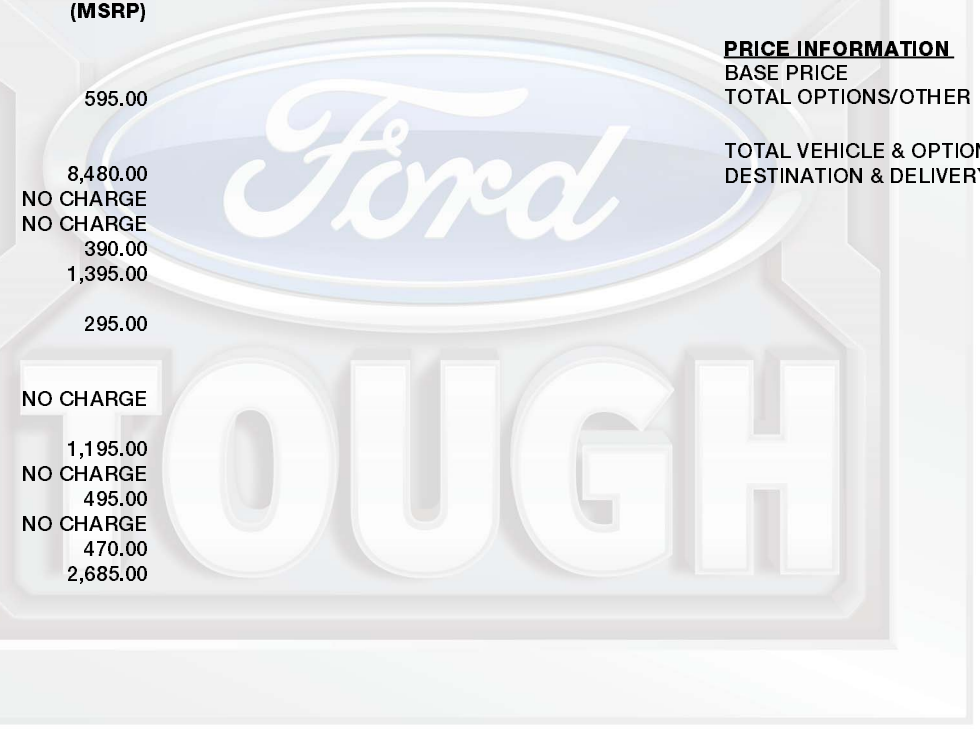 (MSRP)
595.00
8,480.00
NO CHARGE
NO CHARGE
390.00
1,395.00
295.00
NO CHARGE
1,195.00
NO CHARGE
495.00
NO CHARGE
470.00
2,685.00
PRICE INFORMATION
BASE PRICE
TOTAL OPTIONS/OTHER
TOTAL VEHICLE & OPTION
DESTINATION & DELIVERY
Ford
TOUGH